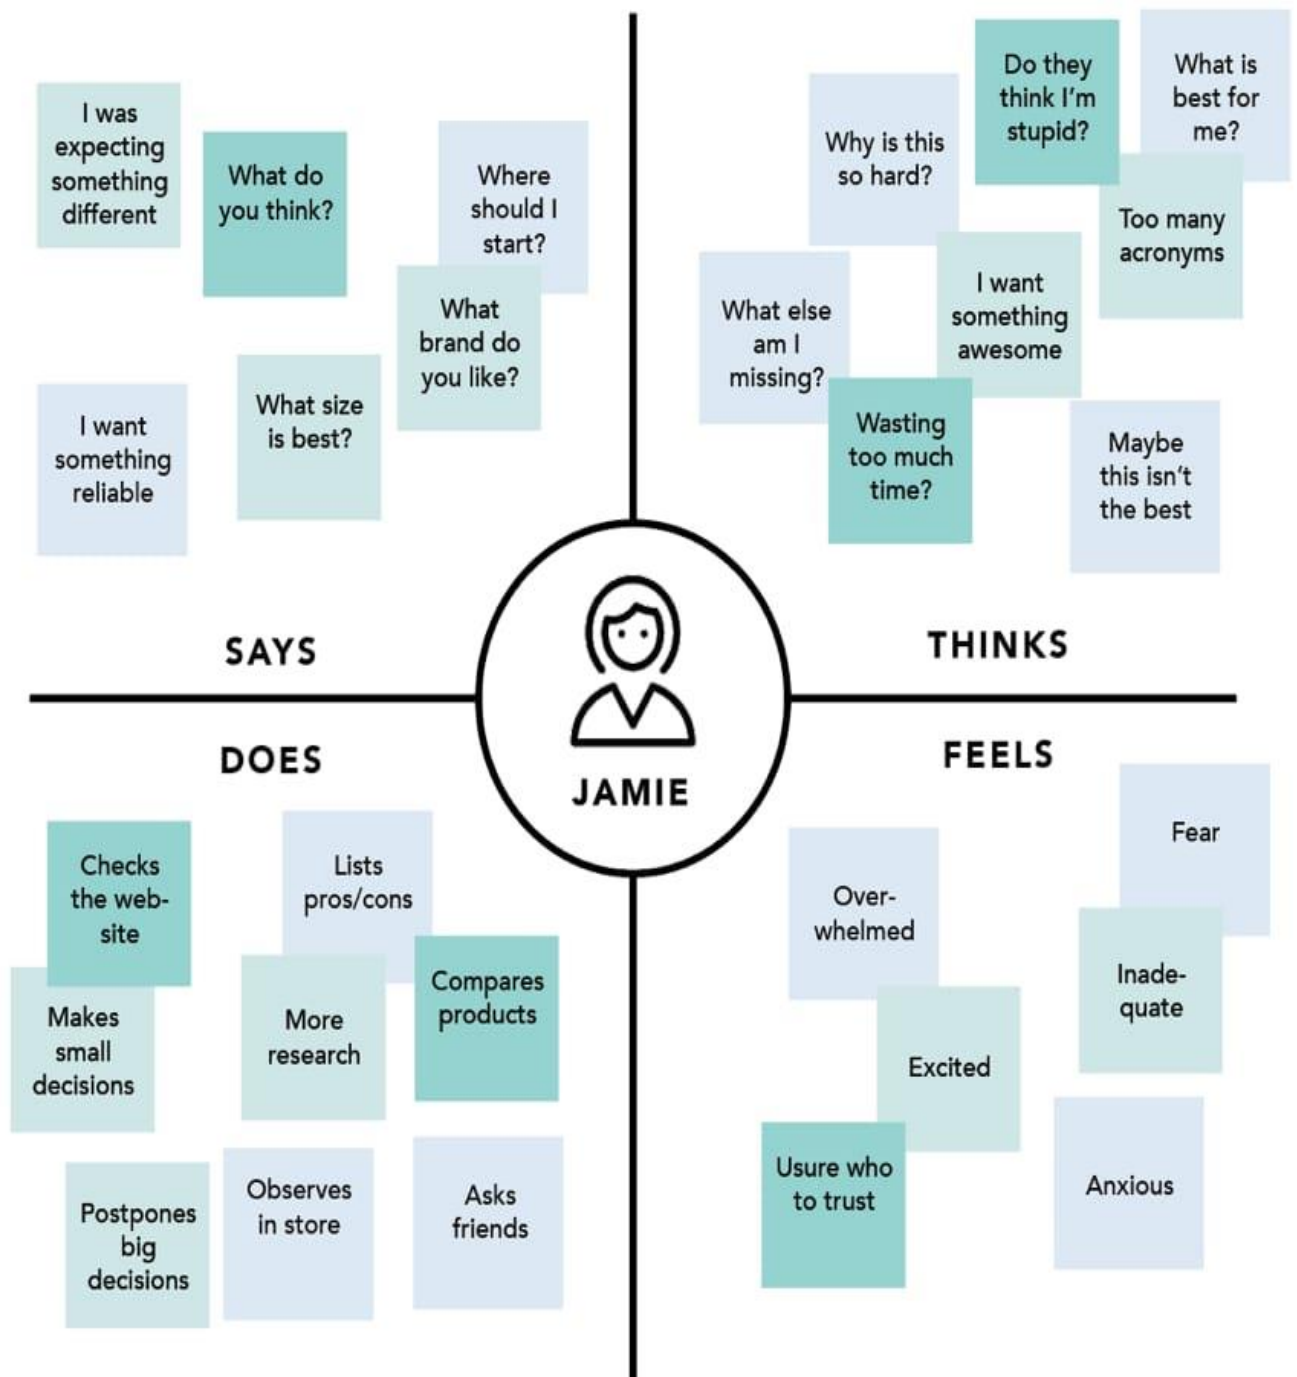 I was
expecting
something
different
What do
you think?
Where
should I
start?
What
brand do
you like?
What size
is best?
I want
something
reliable
SAYS
Do they
think I'm
stupid?
What is
best for
me?
Why is this
so hard?
Too many
acronyms
I want
something
awesome
What else
am I
missing?
Wasting
too much
time?
Maybe
this isn't
the best
THINKS
JAMIE
DOES
Checks
the web-
site
Lists
pros/cons
Compares
products
Makes
small
decisions
More
research
Postpones
big
decisions
Observes
in store
Asks
friends
FEELS
Fear
Over-
whelmed
Inade-
quate
Excited
Usure who
to trust
Anxious